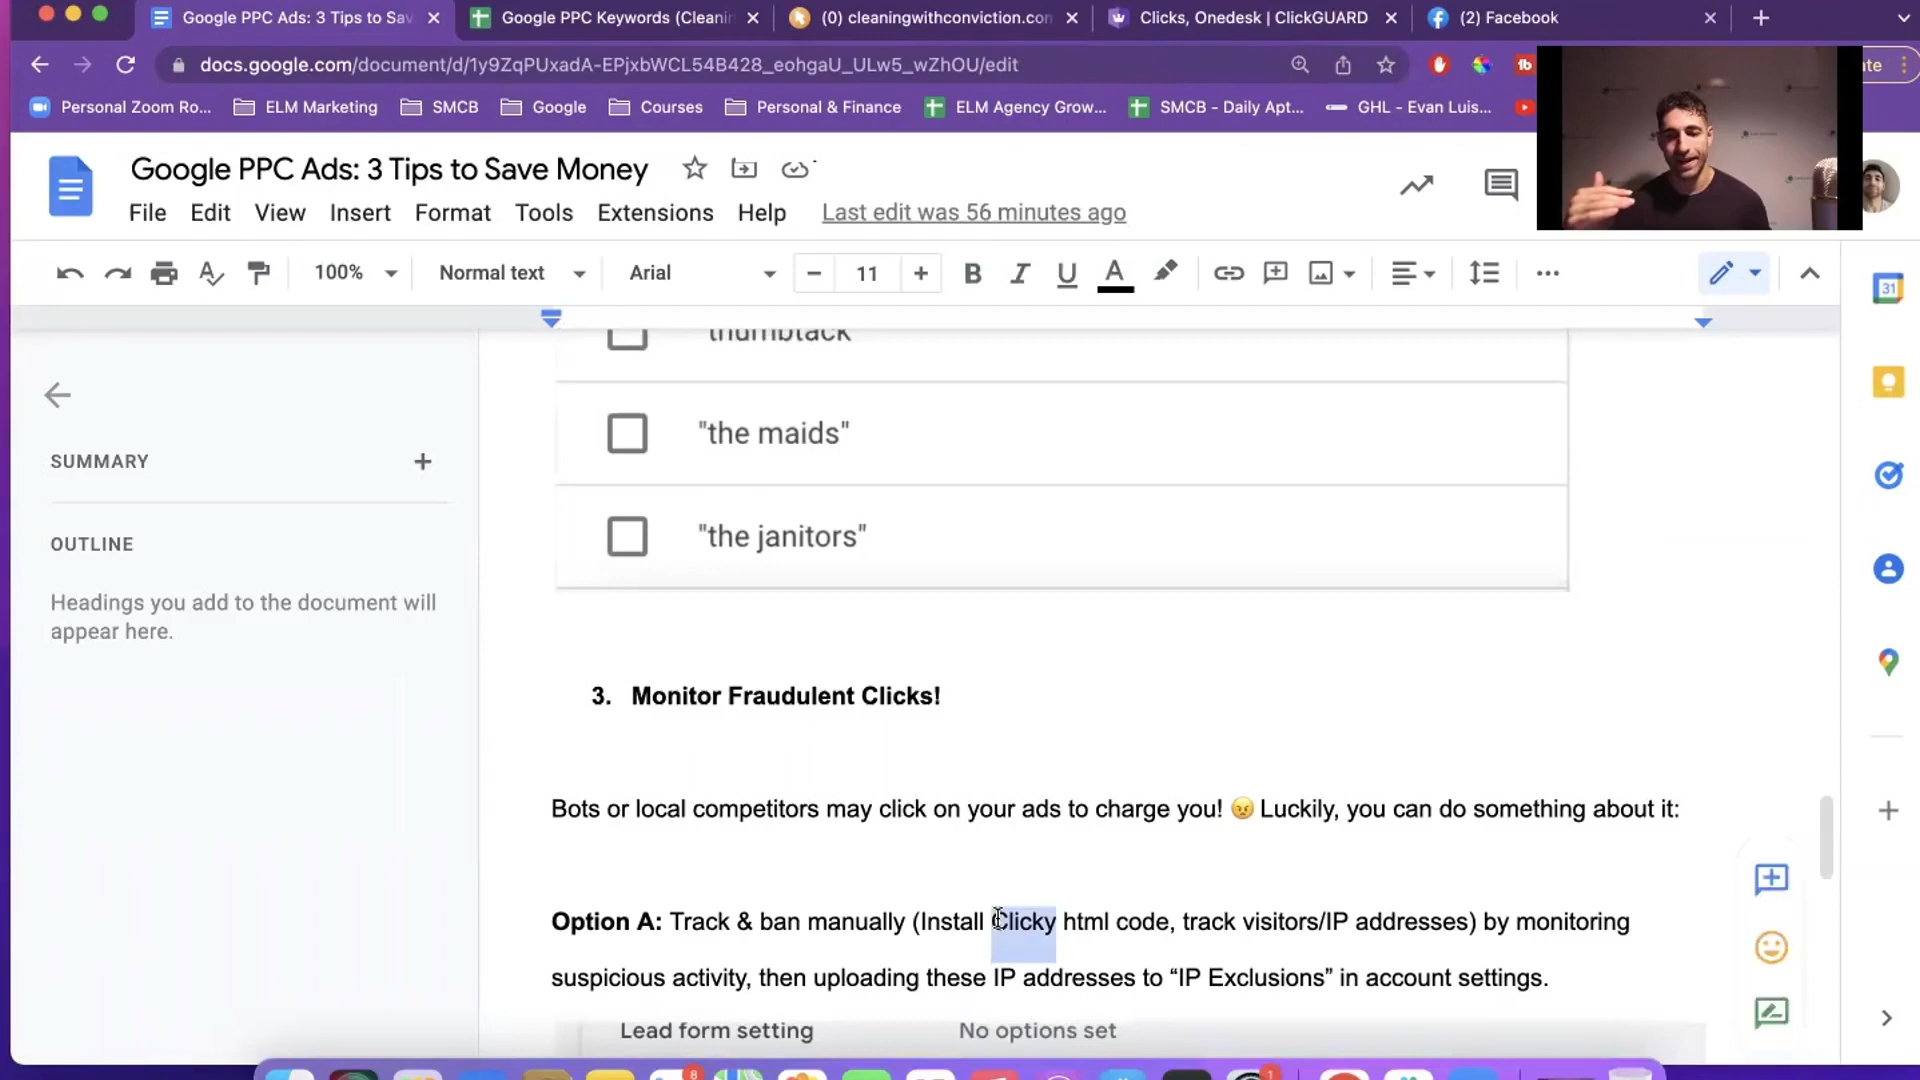 Google PPC Ads: 3 Tips to Sav
Google PPC Keywords (Cleani
(0) cleaningwithconviction.com
Clicks, Onedesk | ClickGUARD
(2) Facebook
docs.google.com/document/d/1y9ZqPUxadA-EPjxbWCL54B428_eohgaU_ULw5_wZhOU/edit
Personal Zoom Ro...
ELM Marketing
SMCB
Google
Courses
Personal & Finance
ELM Agency Grow...
SMCB - Daily Apt...
GHL - Evan Luis...
Google PPC Ads: 3 Tips to Save Money
File Edit View Insert Format Tools Extensions Help Last edit was 56 minutes ago
100% Normal text Arial 11
SUMMARY
OUTLINE
Headings you add to the document will
appear here.
"thumbtack"
"the maids"
"the janitors"
3. Monitor Fraudulent Clicks!
Bots or local competitors may click on your ads to charge you! 😠 Luckily, you can do something about it:
Option A: Track & ban manually (Install Clicky html code, track visitors/IP addresses) by monitoring
suspicious activity, then uploading these IP addresses to “IP Exclusions” in account settings.
Lead form setting No options set
31
8
1